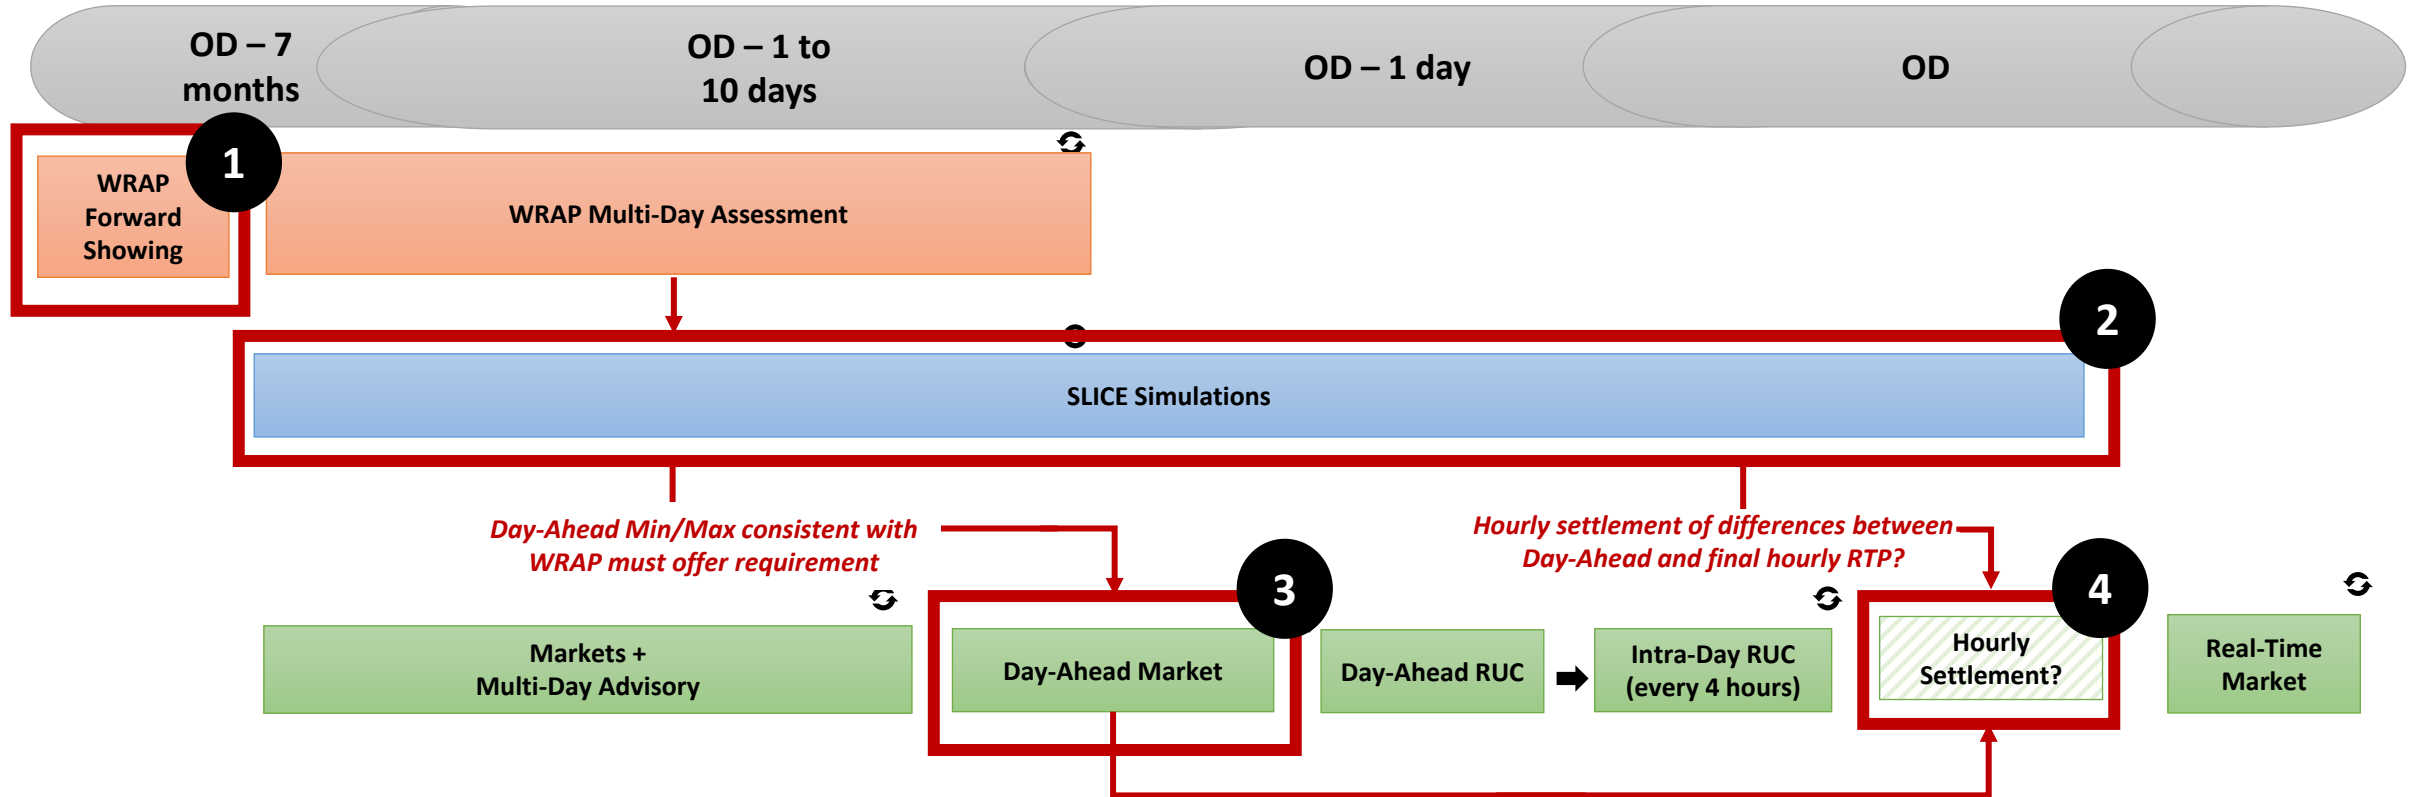 OD – 7
months
OD – 1 to
10 days
OD – 1 day
OD
1
WRAP
Forward
Showing
WRAP Multi-Day Assessment
2
SLICE Simulations
Day-Ahead Min/Max consistent with
WRAP must offer requirement
Hourly settlement of differences between
Day-Ahead and final hourly RTP?
3
4
Markets +
Multi-Day Advisory
Day-Ahead Market
Day-Ahead RUC
Intra-Day RUC
(every 4 hours)
Hourly
Settlement?
Real-Time
Market